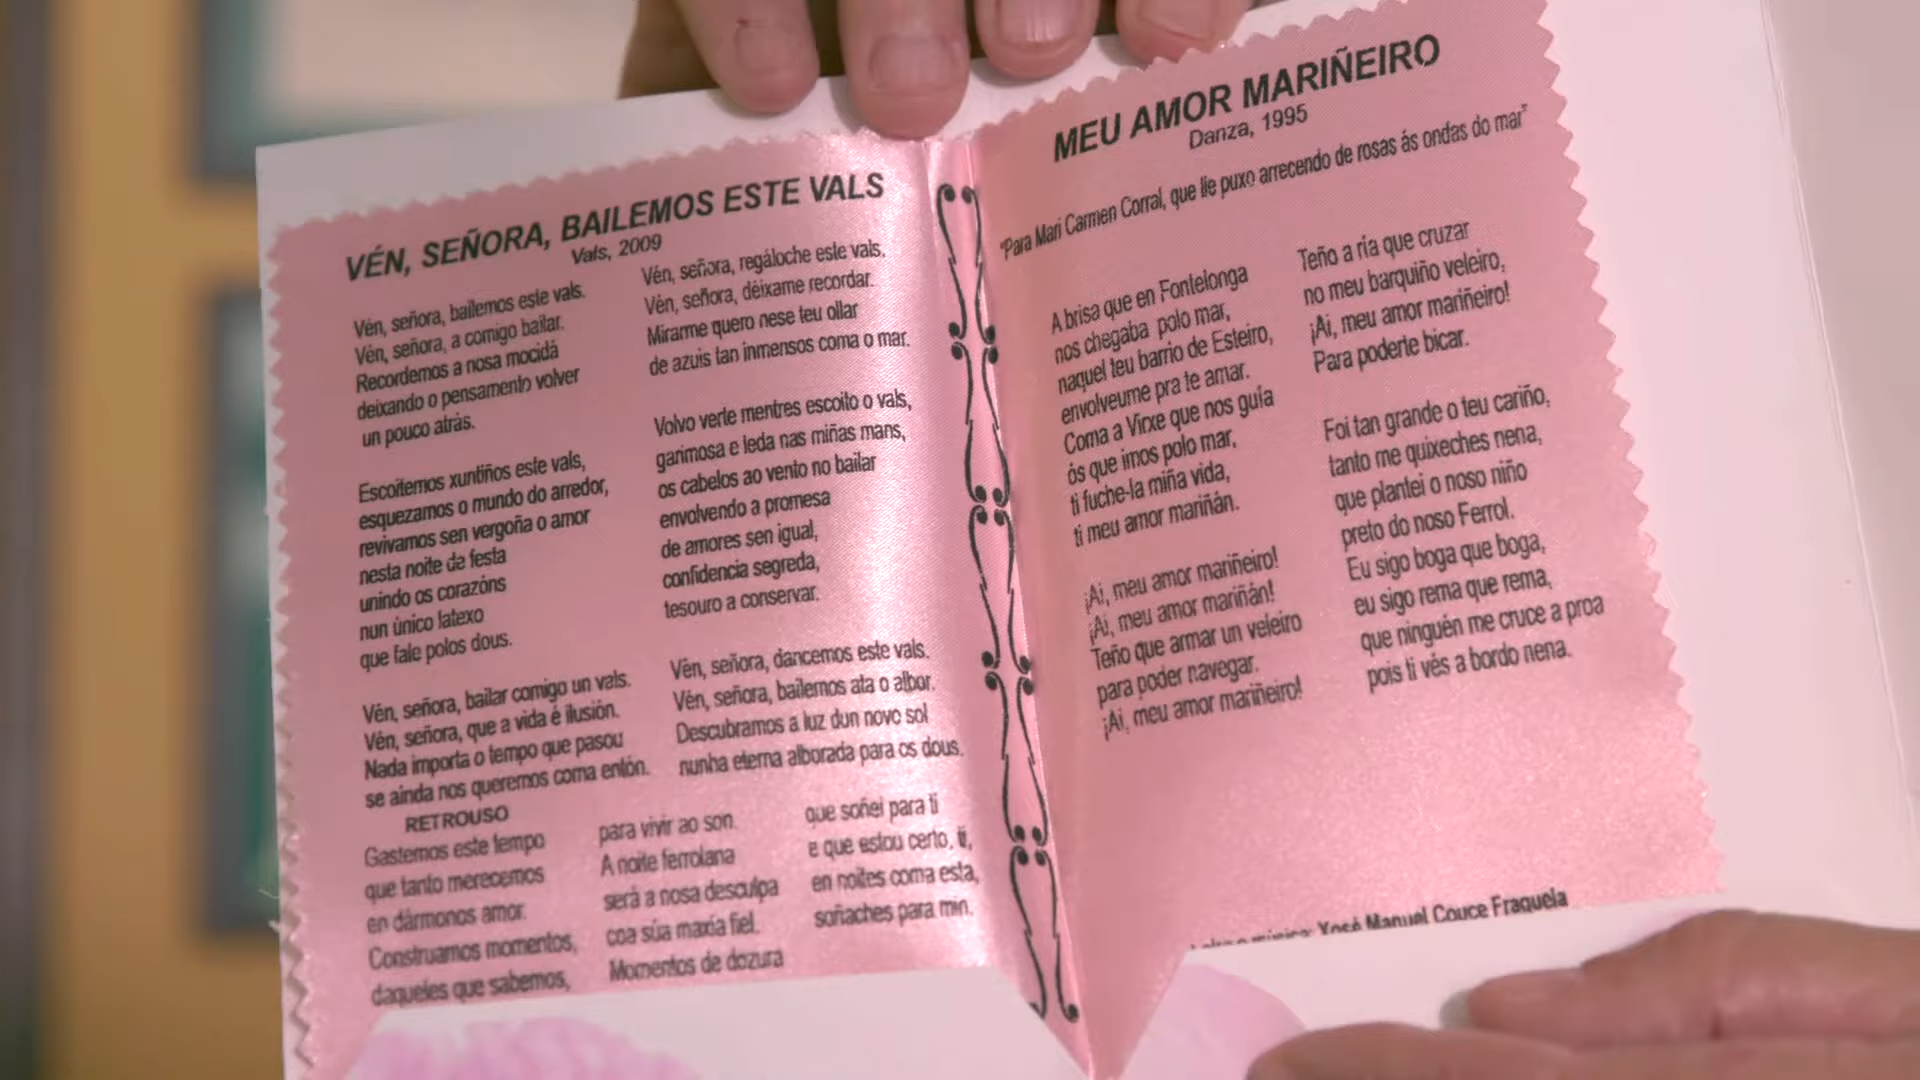 VÉN, SEÑORA, BAILEMOS ESTE VALS
Vals, 2009
Vén, señora, bailemos este vals.
Vén, señora, a comigo bailar.
Recordemos a nosa mocidá
deixando o pensamento volver
un pouco atrás.
Escoitemos xuntiños este vals,
esquezamos o mundo do arredor,
revivamos sen vergoña o amor
nesta noite de festa
unindo os corazóns
nun único latexo
que fale polos dous.
Vén, señora, bailar comigo un vals.
Vén, señora, que a vida é ilusión.
Nada importa o tempo que pasou
se ainda nos queremos coma entón.
Vén, señora, regáloche este vals.
Vén, señora, déixame recordar.
Mirarme quero nese teu ollar
de azuis tan inmensos coma o mar.
Volvo verte mentres escoito o vals,
garimosa e leda nas miñas mans,
os cabelos ao vento no bailar
envolvendo a promesa
de amores sen igual,
confidencia segreda,
tesouro a conservar.
Vén, señora, dancemos este vals.
Vén, señora, bailemos ata o albor.
Descubramos a luz dun novo sol
nunha eterna alborada para os dous.
RETROUSO
Gastemos este tempo
que tanto merecemos
en dármonos amor.
Construamos momentos,
daqueles que sabemos,
para vivir ao son.
A noite ferrolana
será a nosa desculpa
coa súa maxia fiel.
Momentos de dozura
que soñei para ti
e que estou certo, ti,
en noites coma esta,
soñaches para min.
MEU AMOR MARIÑEIRO
Danza, 1995
"Para Mari Carmen Corral, que lle puxo arrecendo de rosas ás ondas do mar"
A brisa que en Fontelonga
nos chegaba polo mar,
naquel teu barrio de Esteiro,
envolveume pra te amar.
Coma a Virxe que nos guía
ós que imos polo mar,
ti fuche-la miña vida,
ti meu amor mariñán.
¡Ai, meu amor mariñeiro!
¡Ai, meu amor mariñán!
Teño que armar un veleiro
para poder navegar.
¡Ai, meu amor mariñeiro!
Teño a ría que cruzar
no meu barquiño veleiro,
¡Ai, meu amor mariñeiro!
Para poderte bicar.
Foi tan grande o teu cariño,
tanto me quixeches nena,
que plantei o noso niño
preto do noso Ferrol.
Eu sigo boga que boga,
eu sigo rema que rema,
que ninguén me cruce a proa
pois ti vés a bordo nena.
música: Xosé Manuel Couce Fraguela